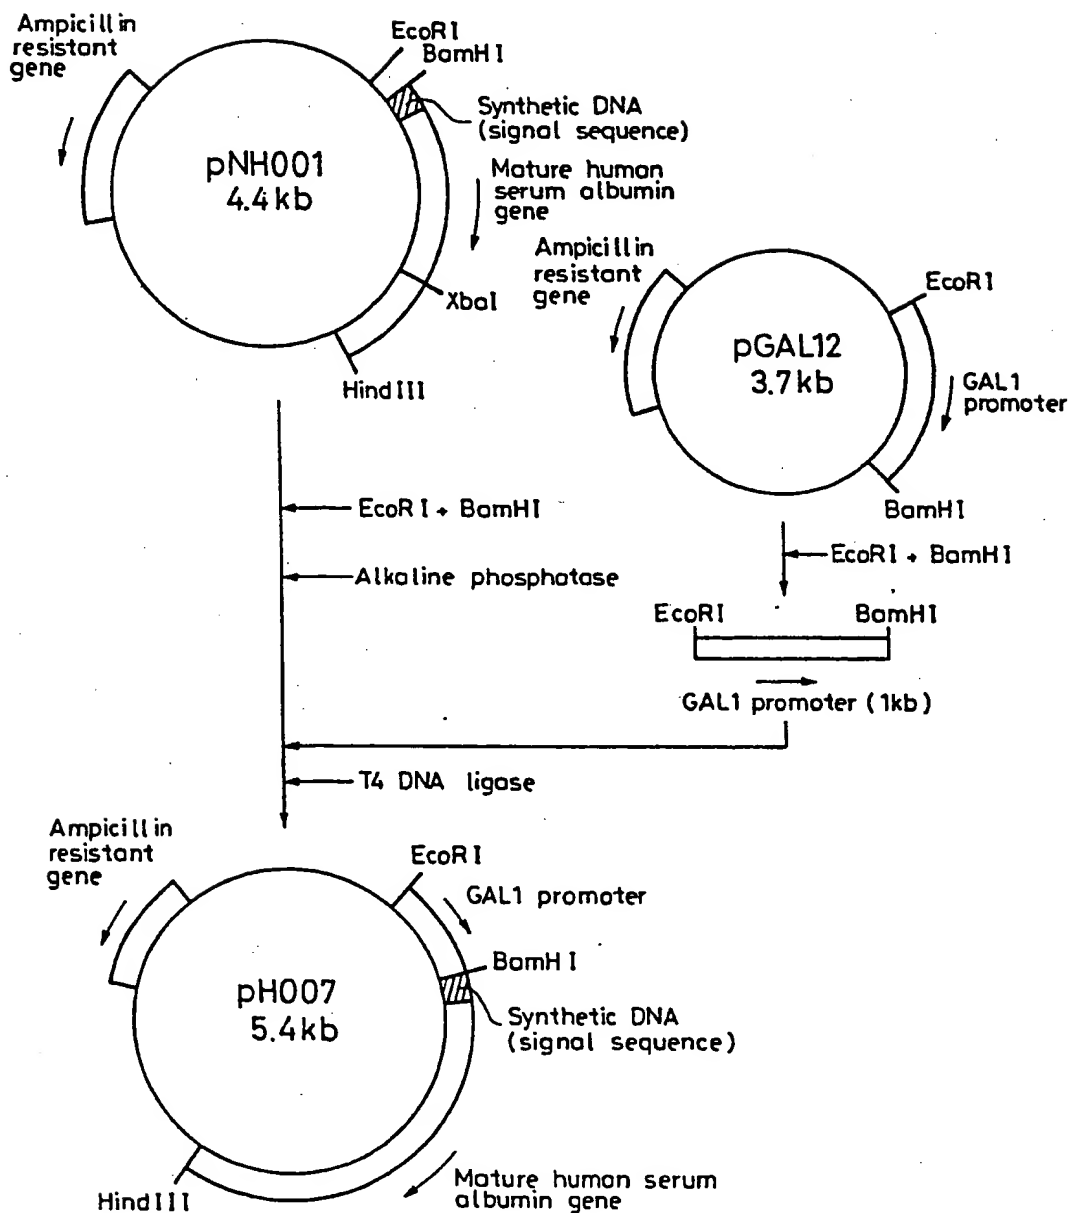 Ampicillin
resistant
gene
EcoRI
BamHI
Synthetic DNA
(signal sequence)
pNH001
4.4kb
Mature human
serum albumin
gene
XbaI
HindIII
Ampicillin
resistant
gene
EcoRI
pGAL12
3.7kb
GAL1
promoter
BamHI
EcoRI + BamHI
Alkaline phosphatase
EcoRI + BamHI
EcoRI
BamHI
GAL1 promoter (1kb)
T4 DNA ligase
Ampicillin
resistant
gene
EcoRI
GAL1 promoter
BamHI
pH007
5.4kb
Synthetic DNA
(signal sequence)
HindIII
Mature human serum
albumin gene